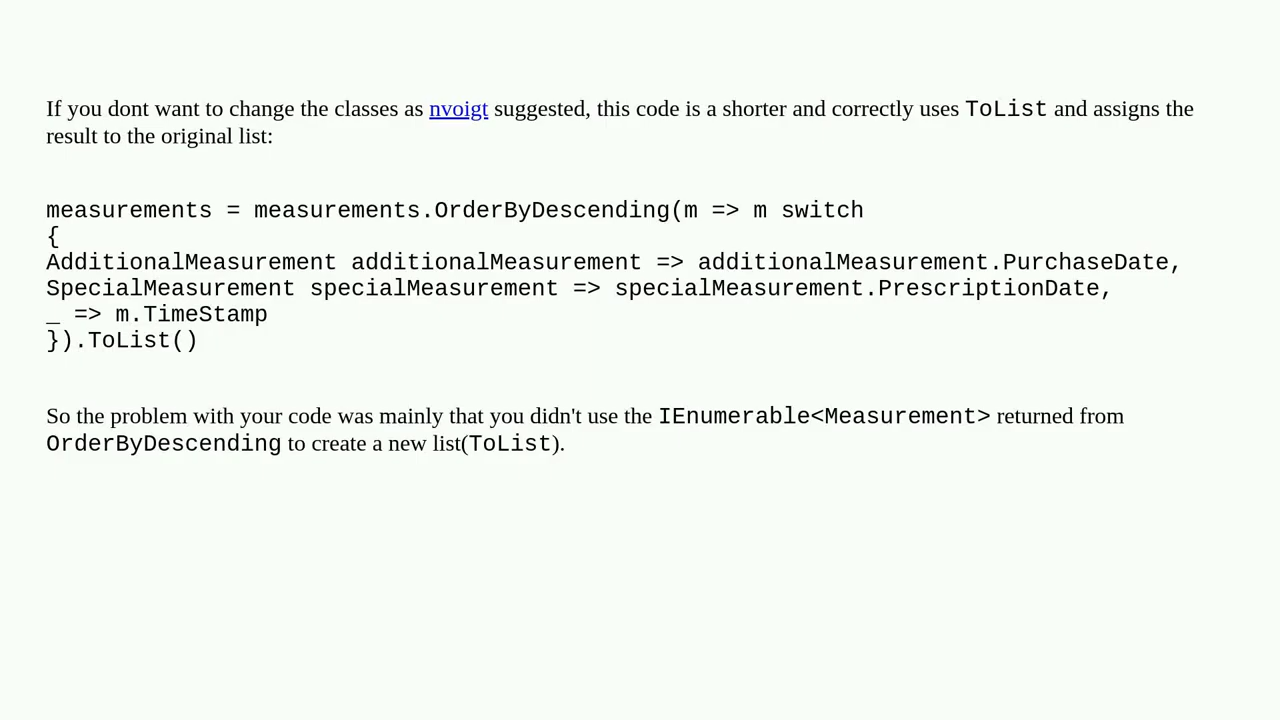 If you dont want to change the classes as nvoigt suggested, this code is a shorter and correctly uses ToList and assigns the
result to the original list:
measurements = measurements.OrderByDescending(m => m switch
{
AdditionalMeasurement additionalMeasurement => additionalMeasurement.PurchaseDate,
SpecialMeasurement specialMeasurement => specialMeasurement.PrescriptionDate,
_ => m.TimeStamp
}).ToList()
So the problem with your code was mainly that you didn't use the IEnumerable<Measurement> returned from
OrderByDescending to create a new list(ToList).